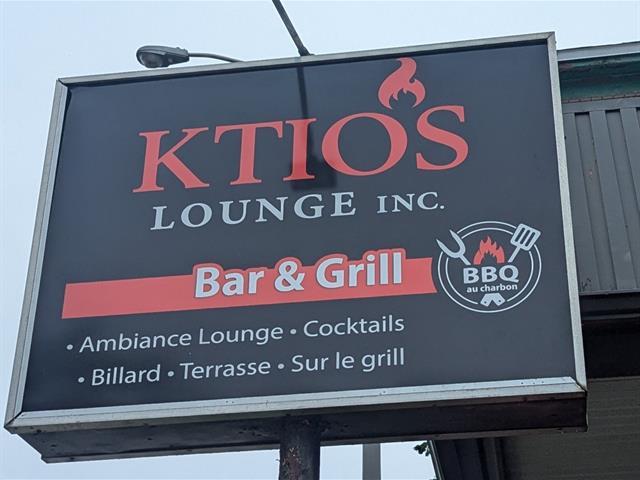 KTIOS
LOUNGE INC.
Bar & Grill
BBQ
au charbon
• Ambiance Lounge • Cocktails
• Billard • Terrasse • Sur le grill